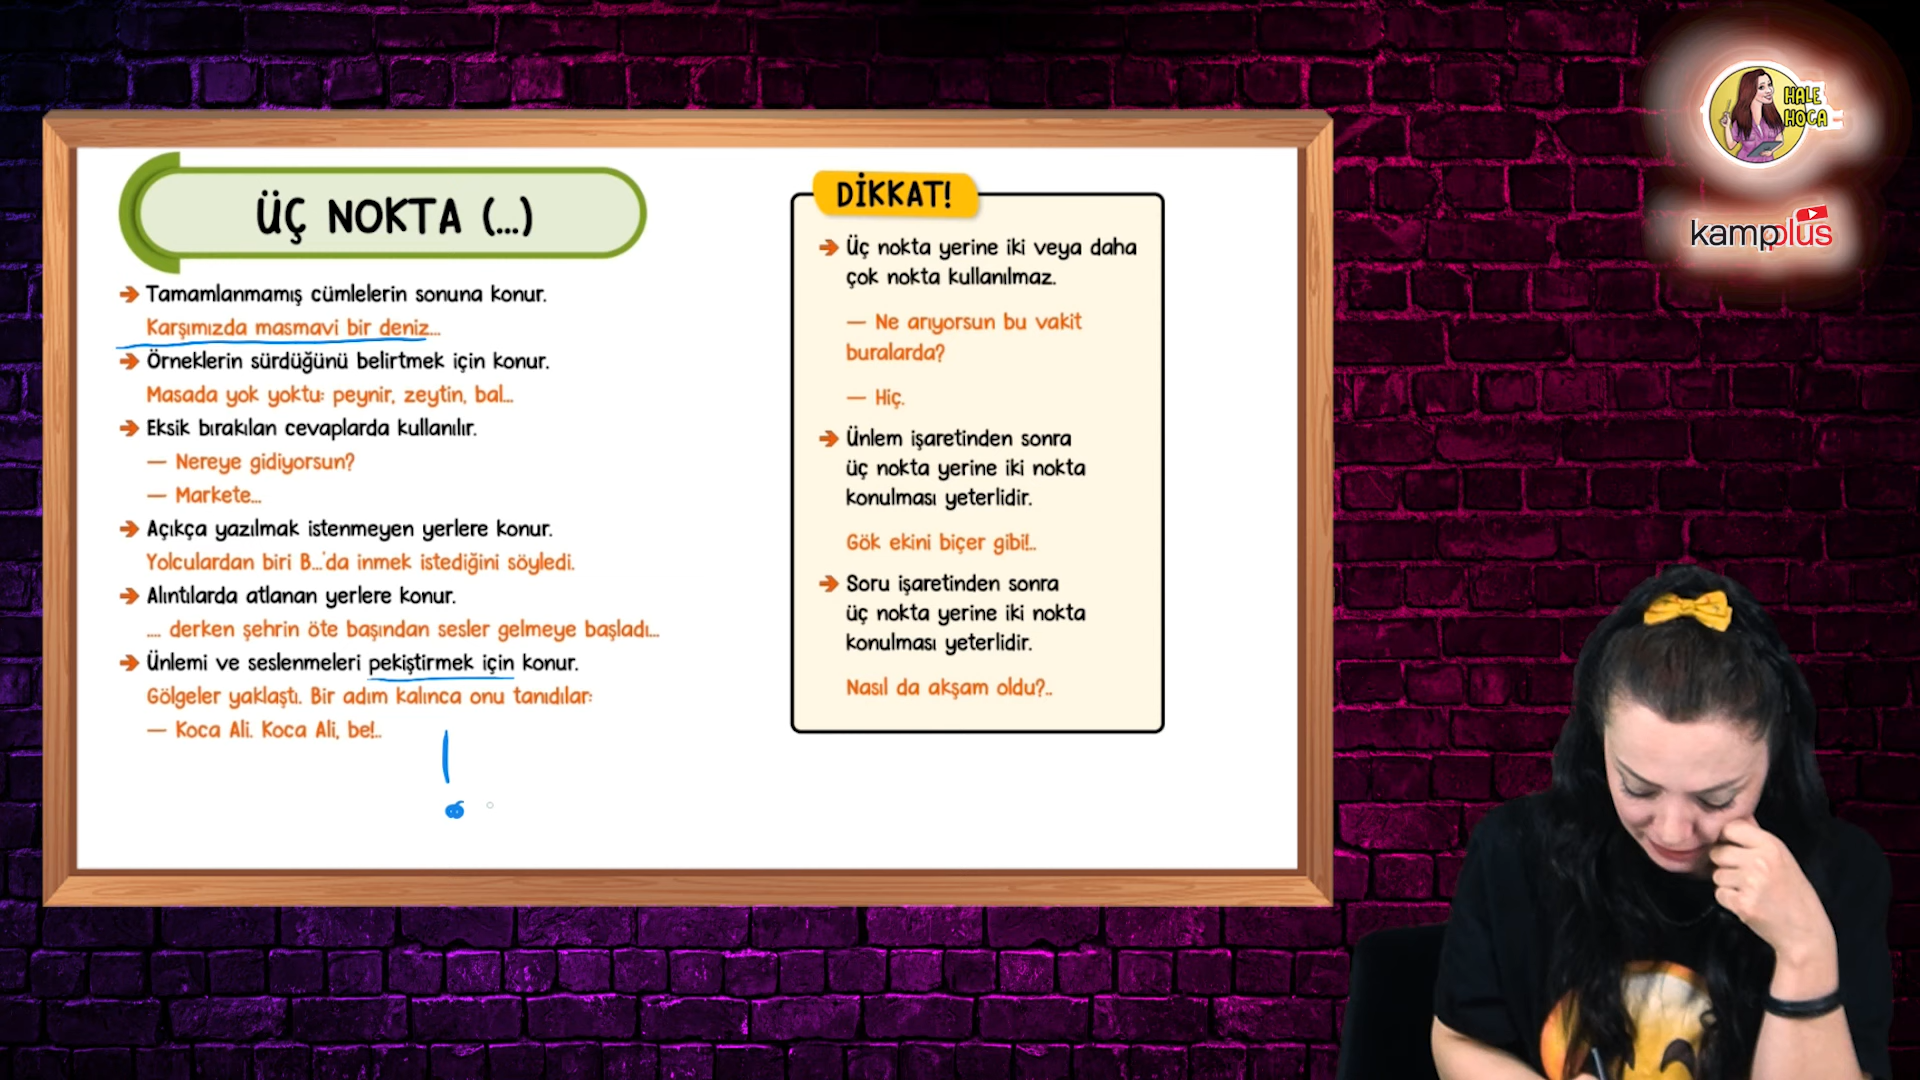 ÜÇ NOKTA (...)
Tamamlanmamış cümlelerin sonuna konur.
Karşımızda masmavi bir deniz...
Örneklerin sürdüğünü belirtmek için konur.
Masada yok yoktu: peynir, zeytin, bal...
Eksik bırakılan cevaplarda kullanılır.
— Nereye gidiyorsun?
— Markete...
Açıkça yazılmak istenmeyen yerlere konur.
Yolculardan biri B...'da inmek istediğini söyledi.
Alıntılarda atlanan yerlere konur.
.... derken şehrin öte başından sesler gelmeye başladı...
Ünlemi ve seslenmeleri pekiştirmek için konur.
Gölgeler yaklaştı. Bir adım kalınca onu tanıdılar:
— Koca Ali. Koca Ali, be!..
DİKKAT!
Üç nokta yerine iki veya daha
çok nokta kullanılmaz.
— Ne arıyorsun bu vakit
buralarda?
— Hiç.
Ünlem işaretinden sonra
üç nokta yerine iki nokta
konulması yeterlidir.
Gök ekini biçer gibi!..
Soru işaretinden sonra
üç nokta yerine iki nokta
konulması yeterlidir.
Nasıl da akşam oldu?..
HALE
HOCA
kampplus